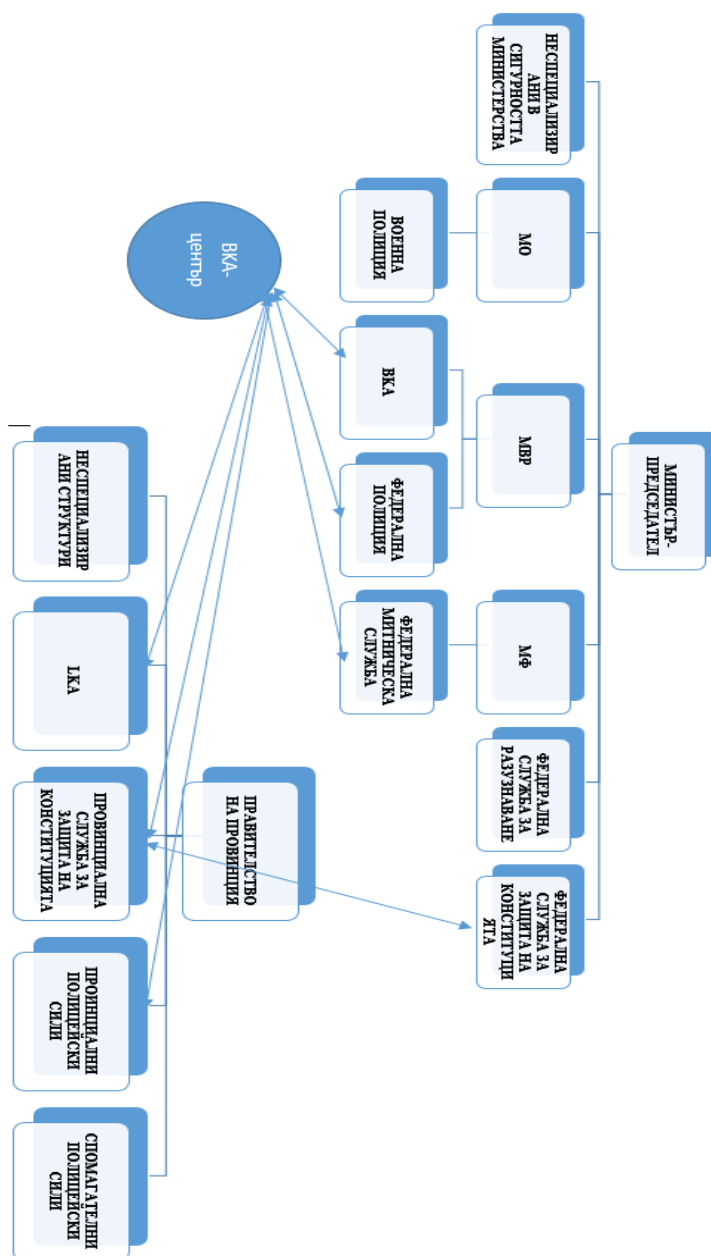 МИНИСТЪР-
ПРЕДСЕДАТЕЛ
НЕСПЕЦИАЛИЗИР
АНИ В
СИГУРНОСТТА
МИНИСТЕРСТВА
МО
МВР
МФ
ФЕДЕРАЛНА
СЛУЖБА ЗА
РАЗУЗНАВАНЕ
ФЕДЕРАЛНА
СЛУЖБА ЗА
ЗАЩИТА НА
КОНСТИТУЦИ
ЯТА
ВОЕННА
ПОЛИЦИЯ
ВКА
ФЕДЕРАЛНА
ПОЛИЦИЯ
ФЕДЕРАЛНА
МИТНИЧЕСКА
СЛУЖБА
ВКА-
център
ПРАВИТЕЛСТВО
НА ПРОВИНЦИЯ
НЕСПЕЦИАЛИЗИР
АНИ СТРУКТУРИ
LKA
ПРОВИНЦИАЛНА
СЛУЖБА ЗА
ЗАЩИТА НА
КОНСТИТУЦИЯТА
ПРОИНЦИАЛНИ
ПОЛИЦЕЙСКИ
СИЛИ
СПОМАГАТЕЛНИ
ПОЛИЦЕЙСКИ
СИЛИ